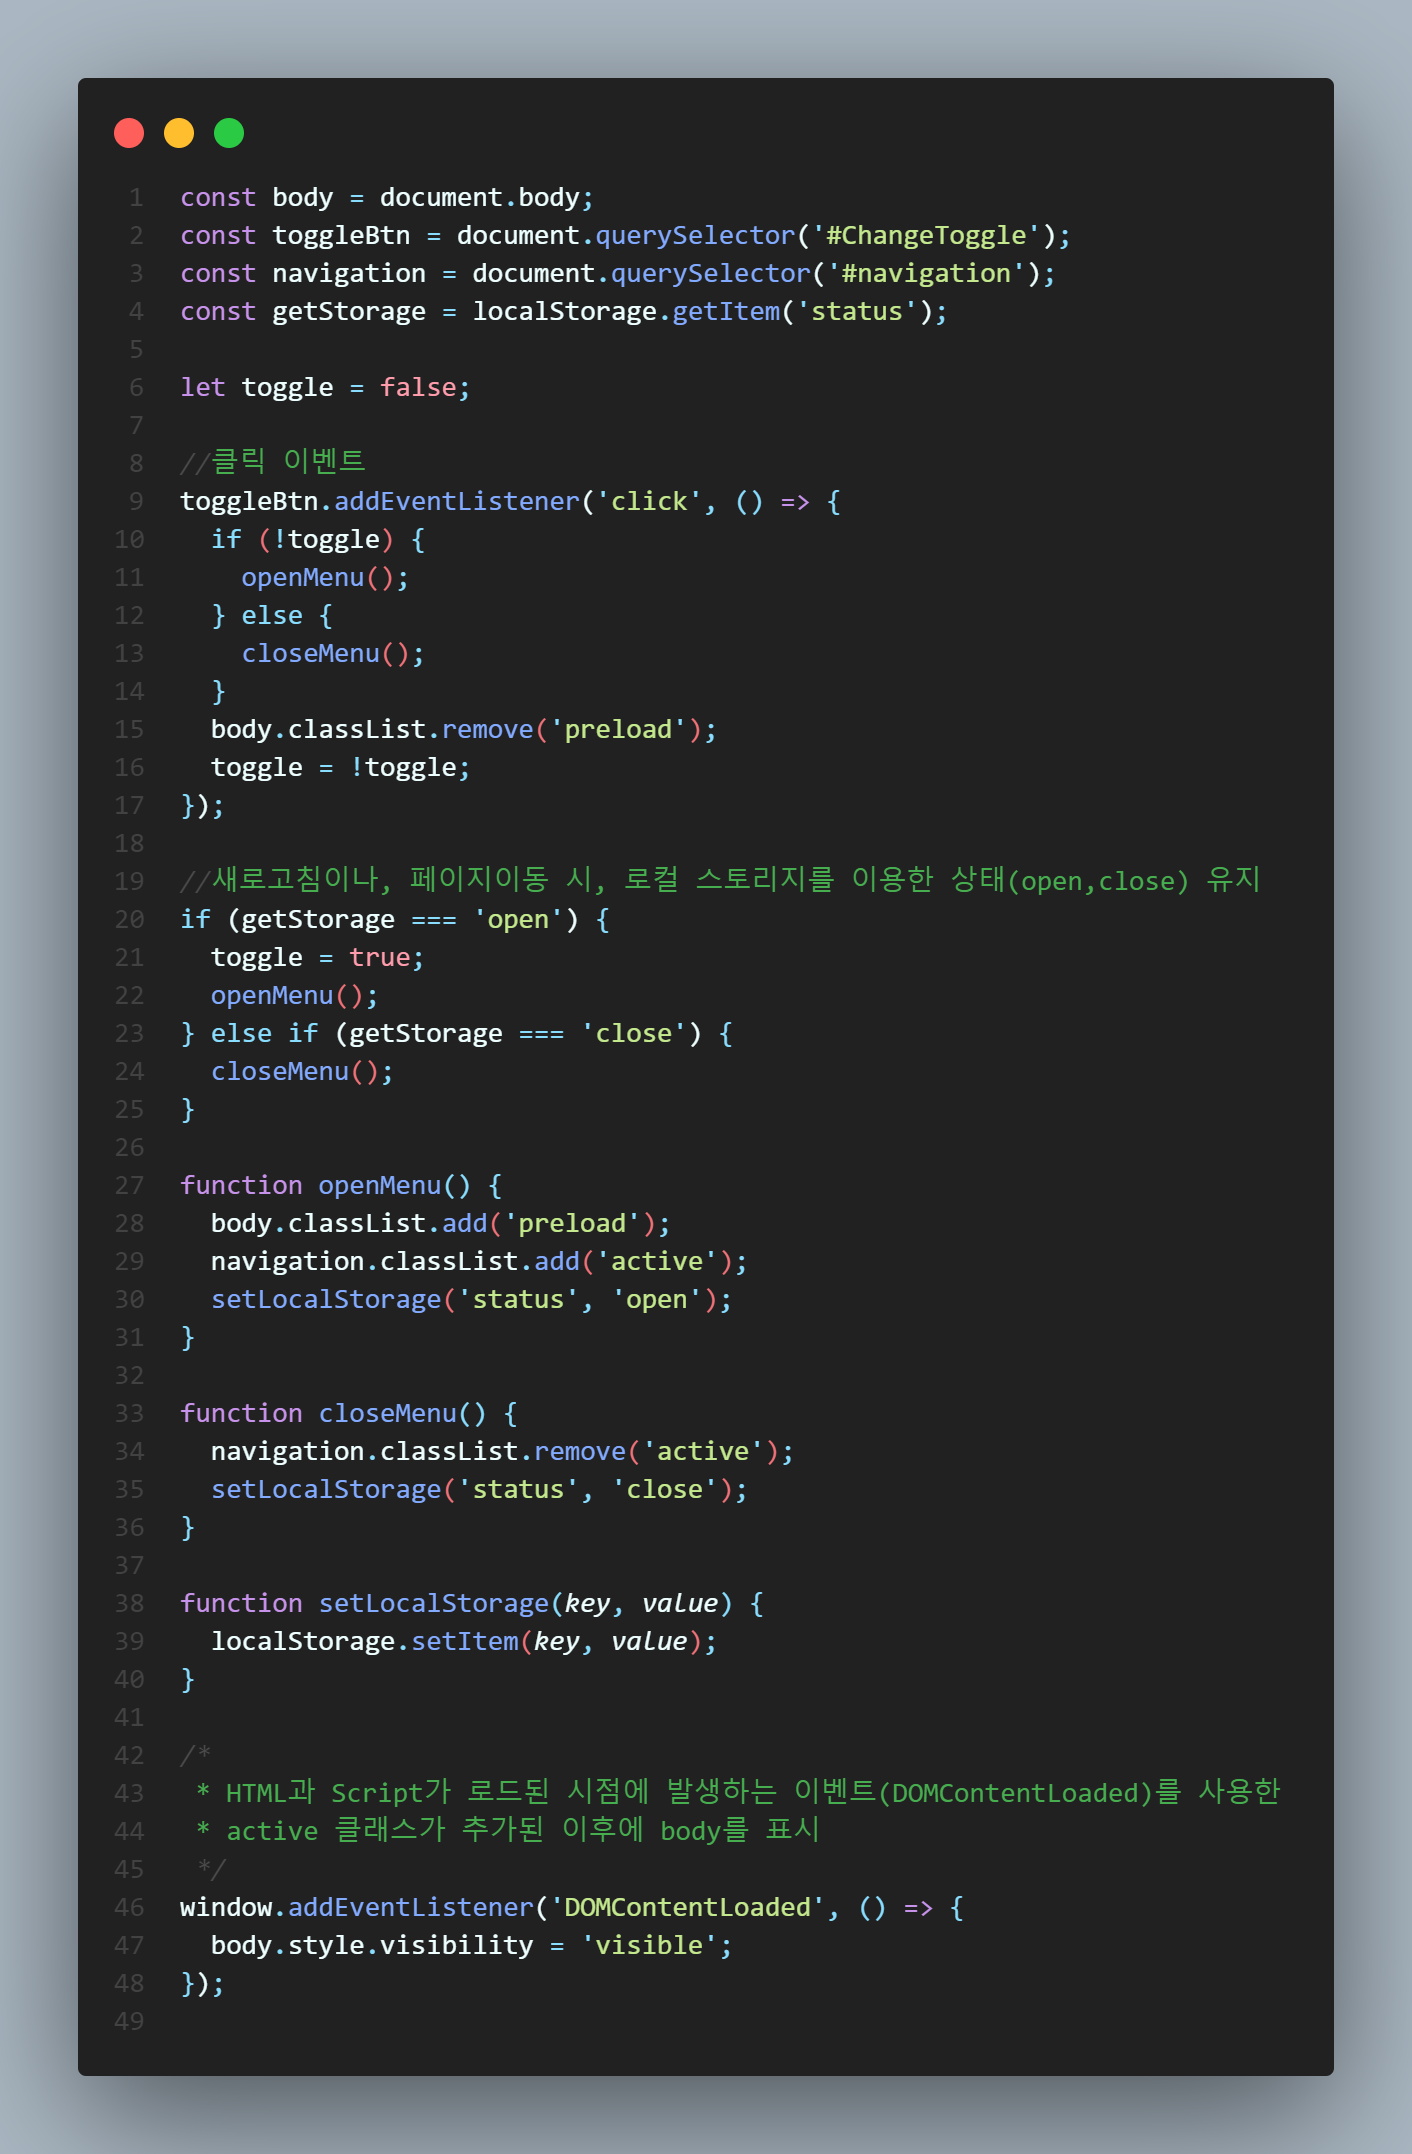 1 const body = document.body;
2 const toggleBtn = document.querySelector('#ChangeToggle');
3 const navigation = document.querySelector('#navigation');
4 const getStorage = localStorage.getItem('status');
5
6 let toggle = false;
7
8 //클릭 이벤트
9 toggleBtn.addEventListener('click', () => {
10   if (!toggle) {
11     openMenu();
12   } else {
13     closeMenu();
14   }
15   body.classList.remove('preload');
16   toggle = !toggle;
17 });
18
19 //새로고침이나, 페이지이동 시, 로컬 스토리지를 이용한 상태(open,close) 유지
20 if (getStorage === 'open') {
21   toggle = true;
22   openMenu();
23 } else if (getStorage === 'close') {
24   closeMenu();
25 }
26
27 function openMenu() {
28   body.classList.add('preload');
29   navigation.classList.add('active');
30   setLocalStorage('status', 'open');
31 }
32
33 function closeMenu() {
34   navigation.classList.remove('active');
35   setLocalStorage('status', 'close');
36 }
37
38 function setLocalStorage(key, value) {
39   localStorage.setItem(key, value);
40 }
41
42 /*
43  * HTML과 Script가 로드된 시점에 발생하는 이벤트(DOMContentLoaded)를 사용한
44  * active 클래스가 추가된 이후에 body를 표시
45  */
46 window.addEventListener('DOMContentLoaded', () => {
47   body.style.visibility = 'visible';
48 });
49